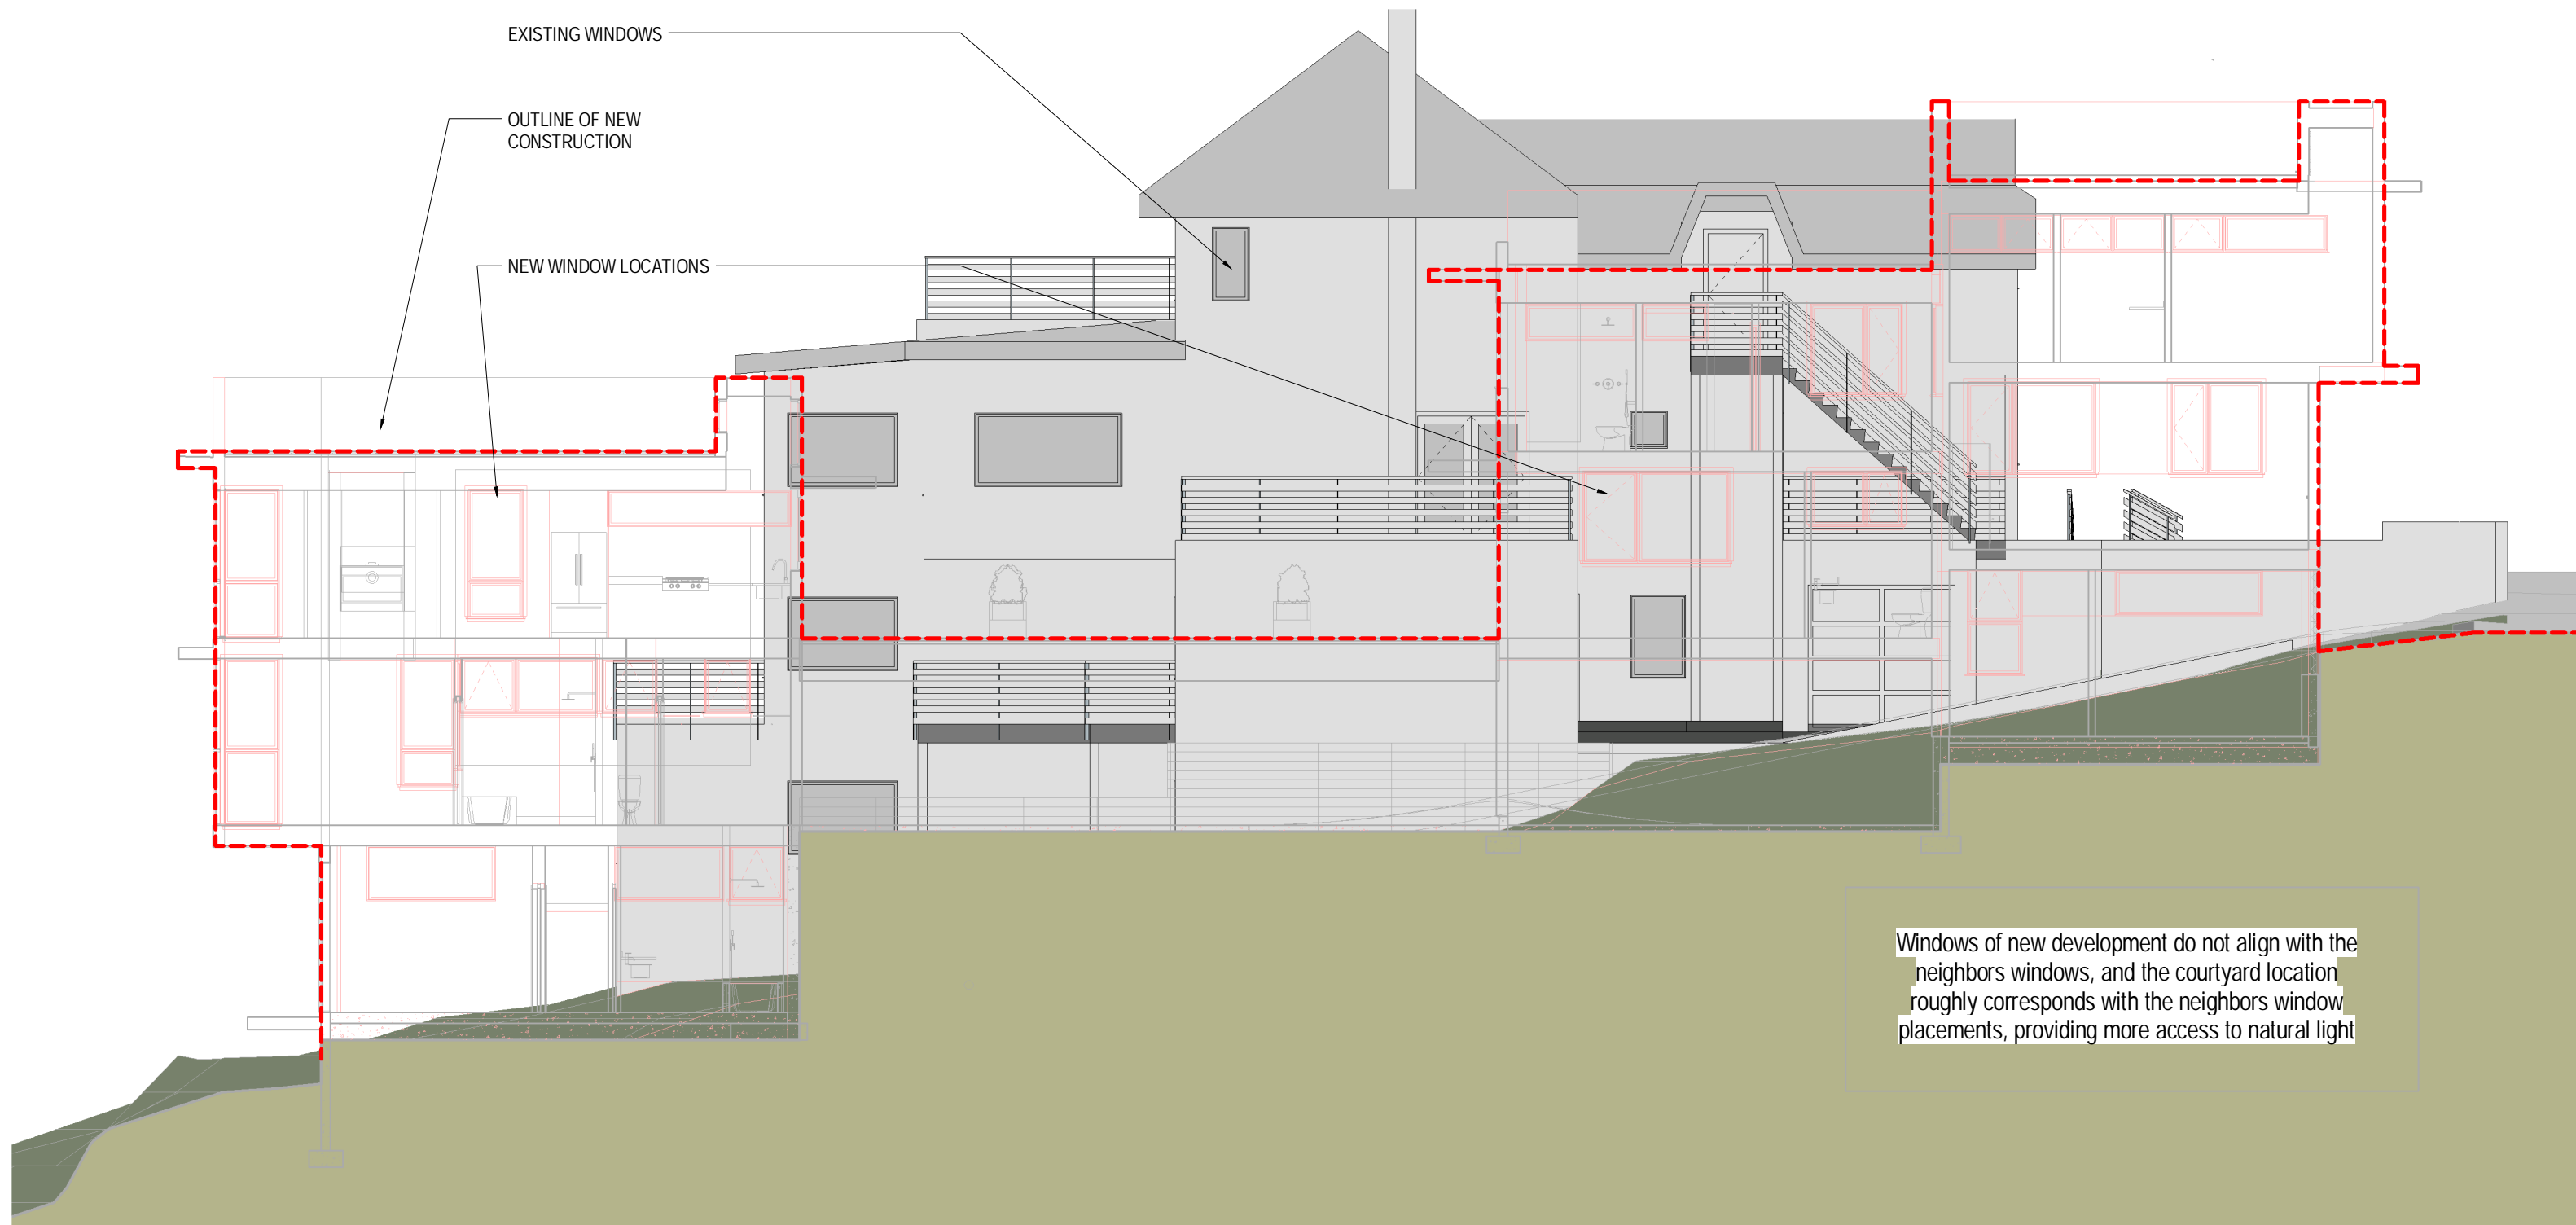 EXISTING WINDOWS
OUTLINE OF NEW
CONSTRUCTION
NEW WINDOW LOCATIONS
Windows of new development do not align with the
neighbors windows, and the courtyard location
roughly corresponds with the neighbors window
placements, providing more access to natural light